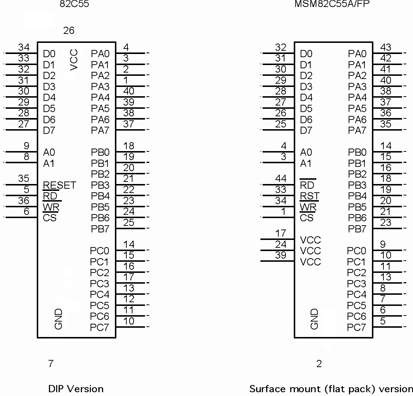 82C55
26
VCC
34 D0 PA0 4
33 D1 PA1 3
32 D2 PA2 2
31 D3 PA3 1
30 D4 PA4 40
29 D5 PA5 39
28 D6 PA6 38
27 D7 PA7 37
9 A0 PB0 18
8 A1 PB1 19
PB2 20
35 RESET PB3 21
5 RD PB4 22
36 WR PB5 23
6 CS PB6 24
PB7 25
PC0 14
PC1 15
PC2 16
PC3 17
PC4 13
PC5 12
PC6 11
PC7 10
GND
7
DIP Version
MSM82C55A/FP
32 D0 PA0 43
31 D1 PA1 42
30 D2 PA2 41
29 D3 PA3 40
28 D4 PA4 38
27 D5 PA5 37
26 D6 PA6 36
25 D7 PA7 35
4 A0 PB0 14
3 A1 PB1 15
PB2 16
44 RD PB3 18
33 RST PB4 19
34 WR PB5 20
1 CS PB6 21
PB7 23
17 VCC PC0 9
24 VCC PC1 10
39 VCC PC2 11
PC3 13
PC4 8
PC5 7
PC6 6
PC7 5
GND
2
Surface mount (flat pack) version